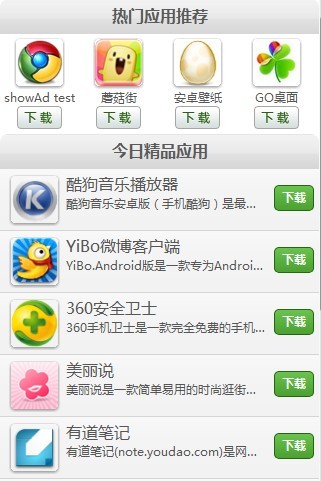 热门应用推荐
showAd test 蘑菇街 安卓壁纸 GO桌面
下 载 下 载 下 载 下 载
今日精品应用
酷狗音乐播放器
酷狗音乐安卓版（手机酷狗）是最...
下载
YiBo微博客户端
YiBo.Android版是一款专为Androi...
下载
360安全卫士
360手机卫士是一款完全免费的手机...
下载
美丽说
美丽说是一款简单易用的时尚逛街...
下载
有道笔记
有道笔记(note.youdao.com)是网...
下载